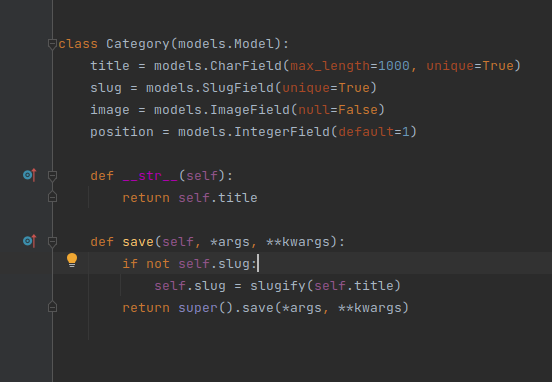 class Category(models.Model):
    title = models.CharField(max_length=1000, unique=True)
    slug = models.SlugField(unique=True)
    image = models.ImageField(null=False)
    position = models.IntegerField(default=1)
    def __str__(self):
        return self.title
    def save(self, *args, **kwargs):
        if not self.slug:
            self.slug = slugify(self.title)
        return super().save(*args, **kwargs)